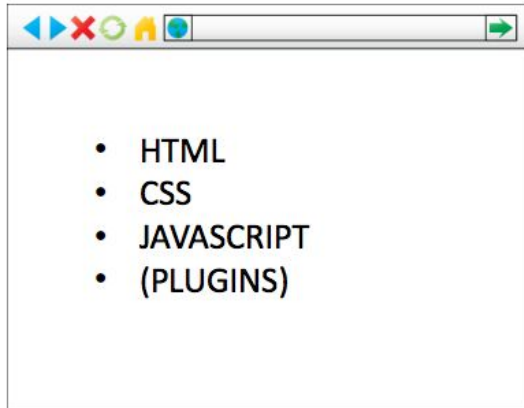 • HTML
• CSS
• JAVASCRIPT
• (PLUGINS)